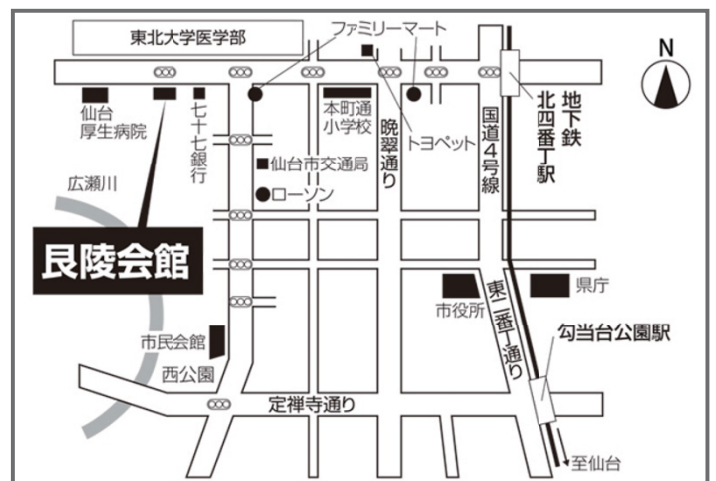 東北大学医学部
ファミリーマート
N
仙台
厚生病院
七十七銀行
本町通
小学校
晩翠通り
トヨペット
国道4号線
地下鉄
北四番丁駅
広瀬川
仙台市交通局
ローソン
艮陵会館
市役所
東二番丁通り
県庁
市民会館
西公園
勾当台公園駅
定禅寺通り
至仙台